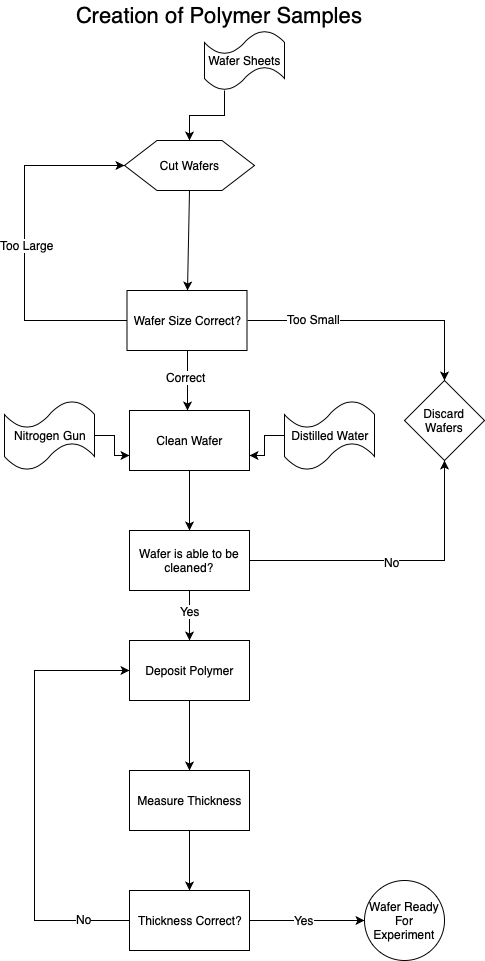 Creation of Polymer Samples
Wafer Sheets
Cut Wafers
Too Large
Wafer Size Correct?
Too Small
Correct
Discard
Wafers
Nitrogen Gun
Clean Wafer
Distilled Water
Wafer is able to be
cleaned?
No
Yes
Deposit Polymer
Measure Thickness
Thickness Correct?
No
Yes
Wafer Ready
For
Experiment